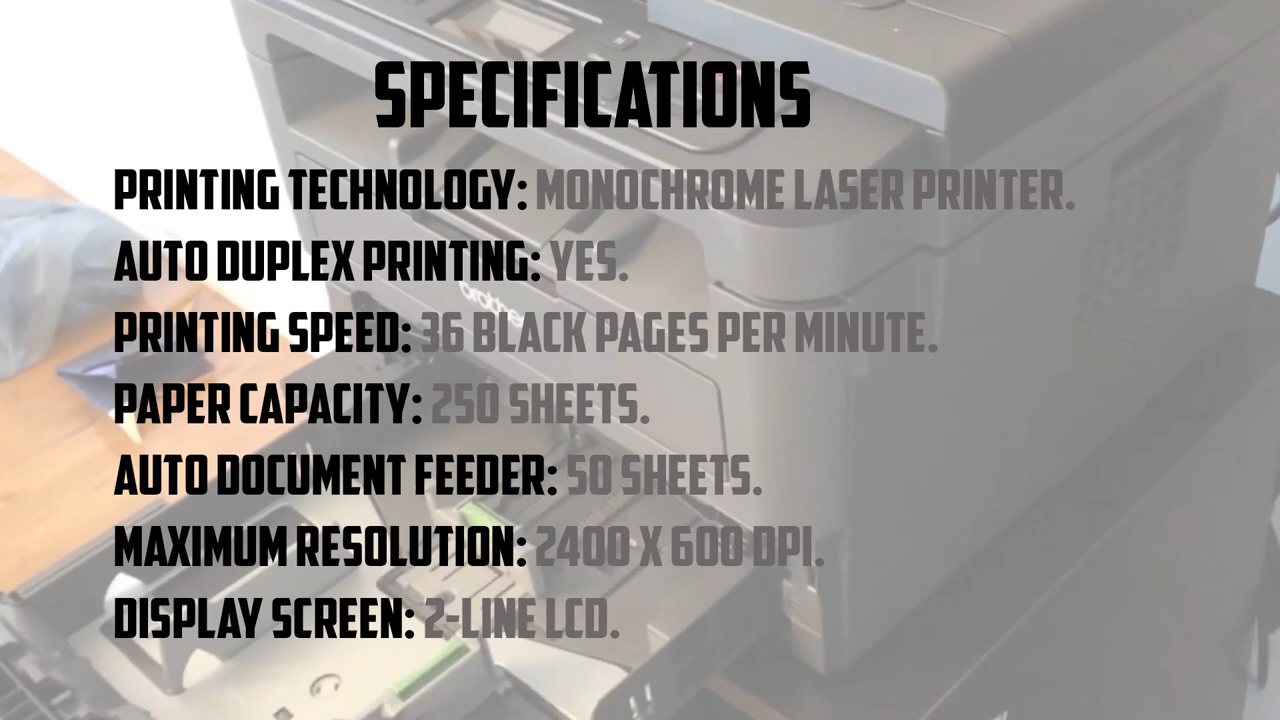 SPECIFICATIONS
PRINTING TECHNOLOGY: MONOCHROME LASER PRINTER.
AUTO DUPLEX PRINTING: YES.
brother
PRINTING SPEED: 36 BLACK PAGES PER MINUTE.
PAPER CAPACITY: 250 SHEETS.
AUTO DOCUMENT FEEDER: 50 SHEETS.
MAXIMUM RESOLUTION: 2400 X 600 DPI.
DISPLAY SCREEN: 2-LINE LCD.